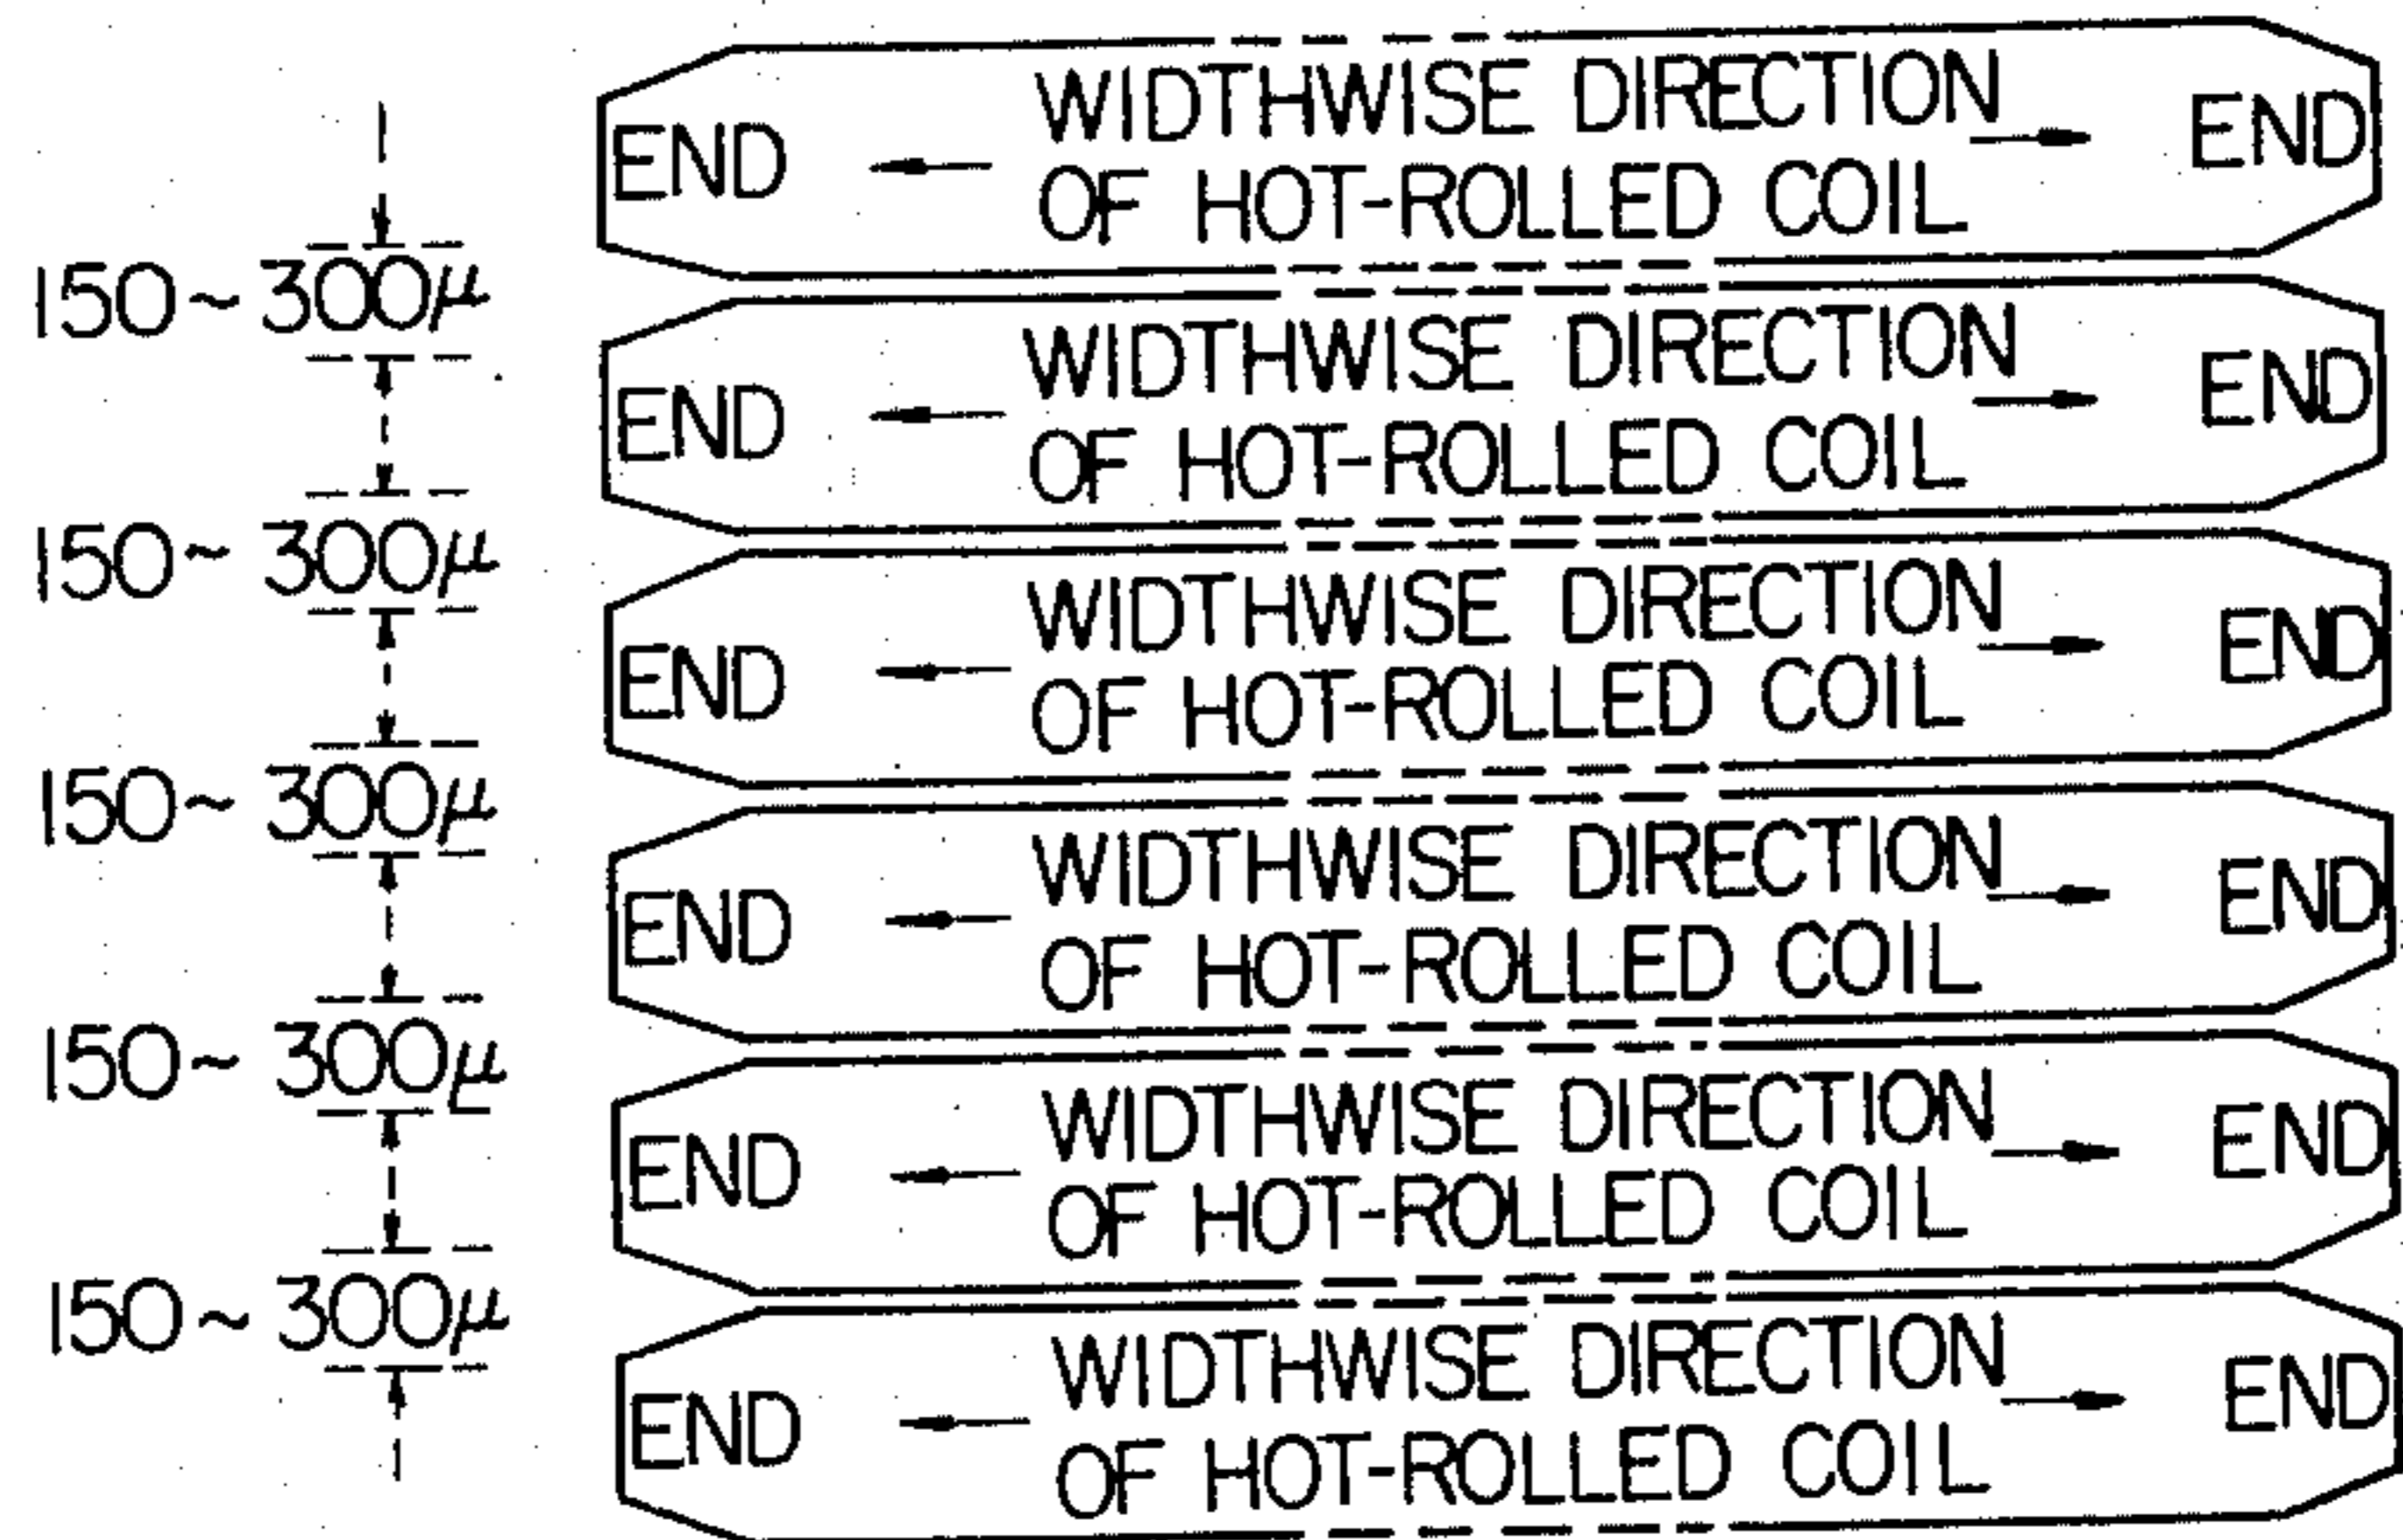 WIDTHWISE DIRECTION
END ← OF HOT-ROLLED COIL → END
150~300μ
WIDTHWISE DIRECTION
END ← OF HOT-ROLLED COIL → END
150~300μ
WIDTHWISE DIRECTION
END ← OF HOT-ROLLED COIL → END
150~300μ
WIDTHWISE DIRECTION
END ← OF HOT-ROLLED COIL → END
150~300μ
WIDTHWISE DIRECTION
END ← OF HOT-ROLLED COIL → END
150~300μ
WIDTHWISE DIRECTION
END ← OF HOT-ROLLED COIL → END